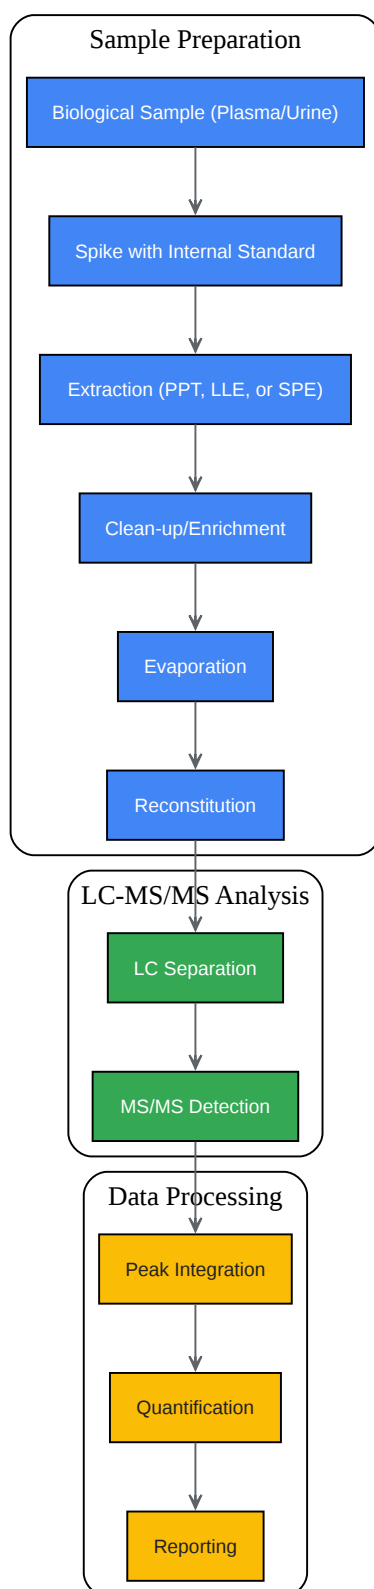 Sample Preparation
Biological Sample (Plasma/Urine)
Spike with Internal Standard
Extraction (PPT, LLE, or SPE)
Clean-up/Enrichment
Evaporation
Reconstitution
LC-MS/MS Analysis
LC Separation
MS/MS Detection
Data Processing
Peak Integration
Quantification
Reporting